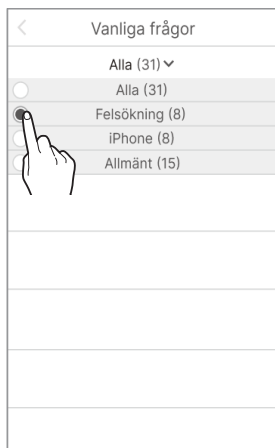 Vanliga frågor
Alla (31)
Alla (31)
Felsökning (8)
iPhone (8)
Allmänt (15)